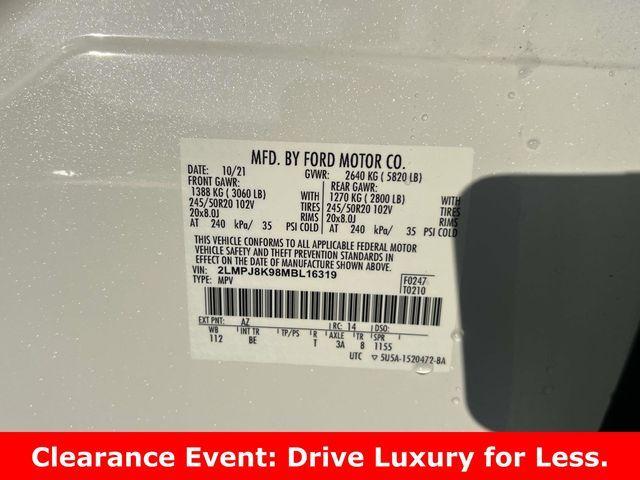 MFD. BY FORD MOTOR CO.
DATE: 10/21 GVWR: 2640 KG ( 5820 LB)
FRONT GAWR: REAR GAWR:
1388 KG ( 3060 LB) WITH 1270 KG ( 2800 LB) WITH
245/50R20 102V TIRES 245/50R20 102V TIRES
20x8.0J RIMS 20x8.0J RIMS
AT 240 kPa/ 35 PSI COLD AT 240 kPa/ 35 PSI COLD
THIS VEHICLE CONFORMS TO ALL APPLICABLE FEDERAL MOTOR
VEHICLE SAFETY AND THEFT PREVENTION STANDARDS IN
EFFECT ON THE DATE OF MANUFACTURE SHOWN ABOVE.
VIN: 2LMPJ8K98MBL16319 F0247
TYPE: MPV T0210
EXT PNT: AZ RC: 14 DSO:
WB INT TR TP/PS R AXLE TR SPR
112 BE T 3A 8 1155
UTC ▽ 5U5A-1520472-BA
Clearance Event: Drive Luxury for Less.